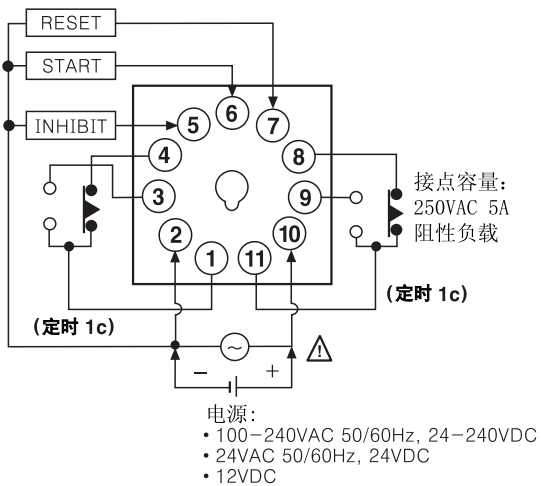 RESET
START
INHIBIT
5
6
7
4
8
3
9
2
10
1
11
接点容量:
250VAC 5A
阻性负载
(定时 1c)
(定时 1c)
~
!
− +
电源:
• 100−240VAC 50/60Hz, 24−240VDC
• 24VAC 50/60Hz, 24VDC
• 12VDC